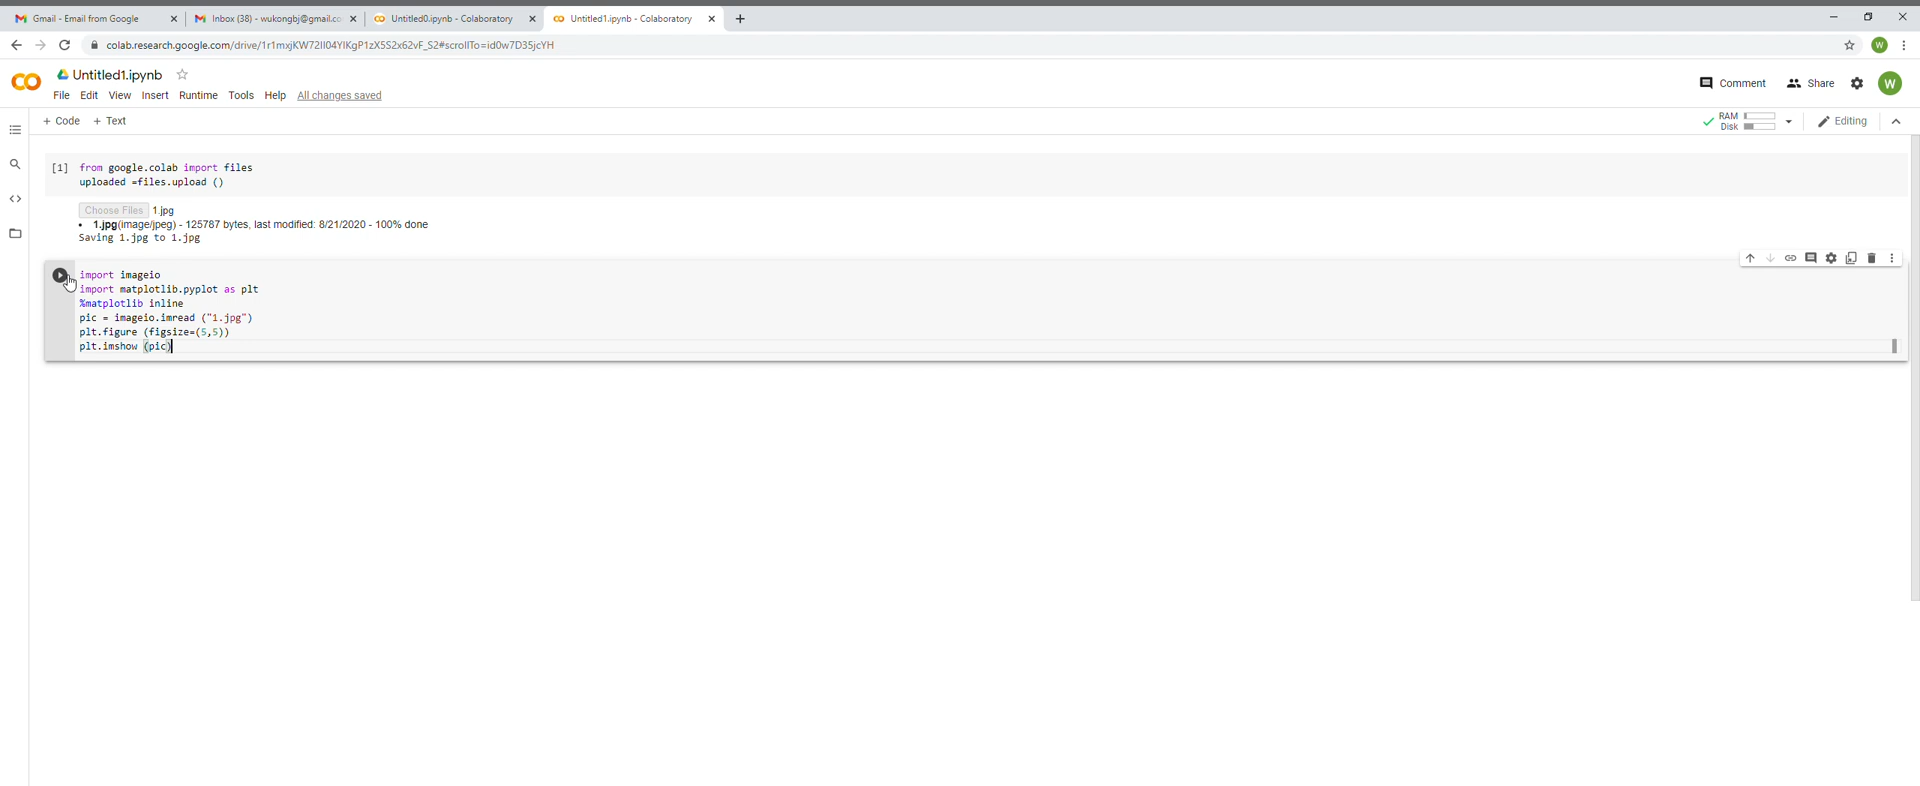 Gmail - Email from Google
Inbox (38) - wukongbj@gmail.co
Untitled0.ipynb - Colaboratory
Untitled1.ipynb - Colaboratory
colab.research.google.com/drive/1r1mxjKW72II04YIKgP1zX5S2x62vF_S2#scrollTo=id0w7D35jcYH
W
Untitled1.ipynb
File Edit View Insert Runtime Tools Help All changes saved
Comment Share W
+ Code + Text
RAM
Disk
Editing
[1] from google.colab import files
uploaded =files.upload ()
Choose Files 1.jpg
• 1.jpg(image/jpeg) - 125787 bytes, last modified: 8/21/2020 - 100% done
Saving 1.jpg to 1.jpg
import imageio
import matplotlib.pyplot as plt
%matplotlib inline
pic = imageio.imread ("1.jpg")
plt.figure (figsize=(5,5))
plt.imshow (pic)